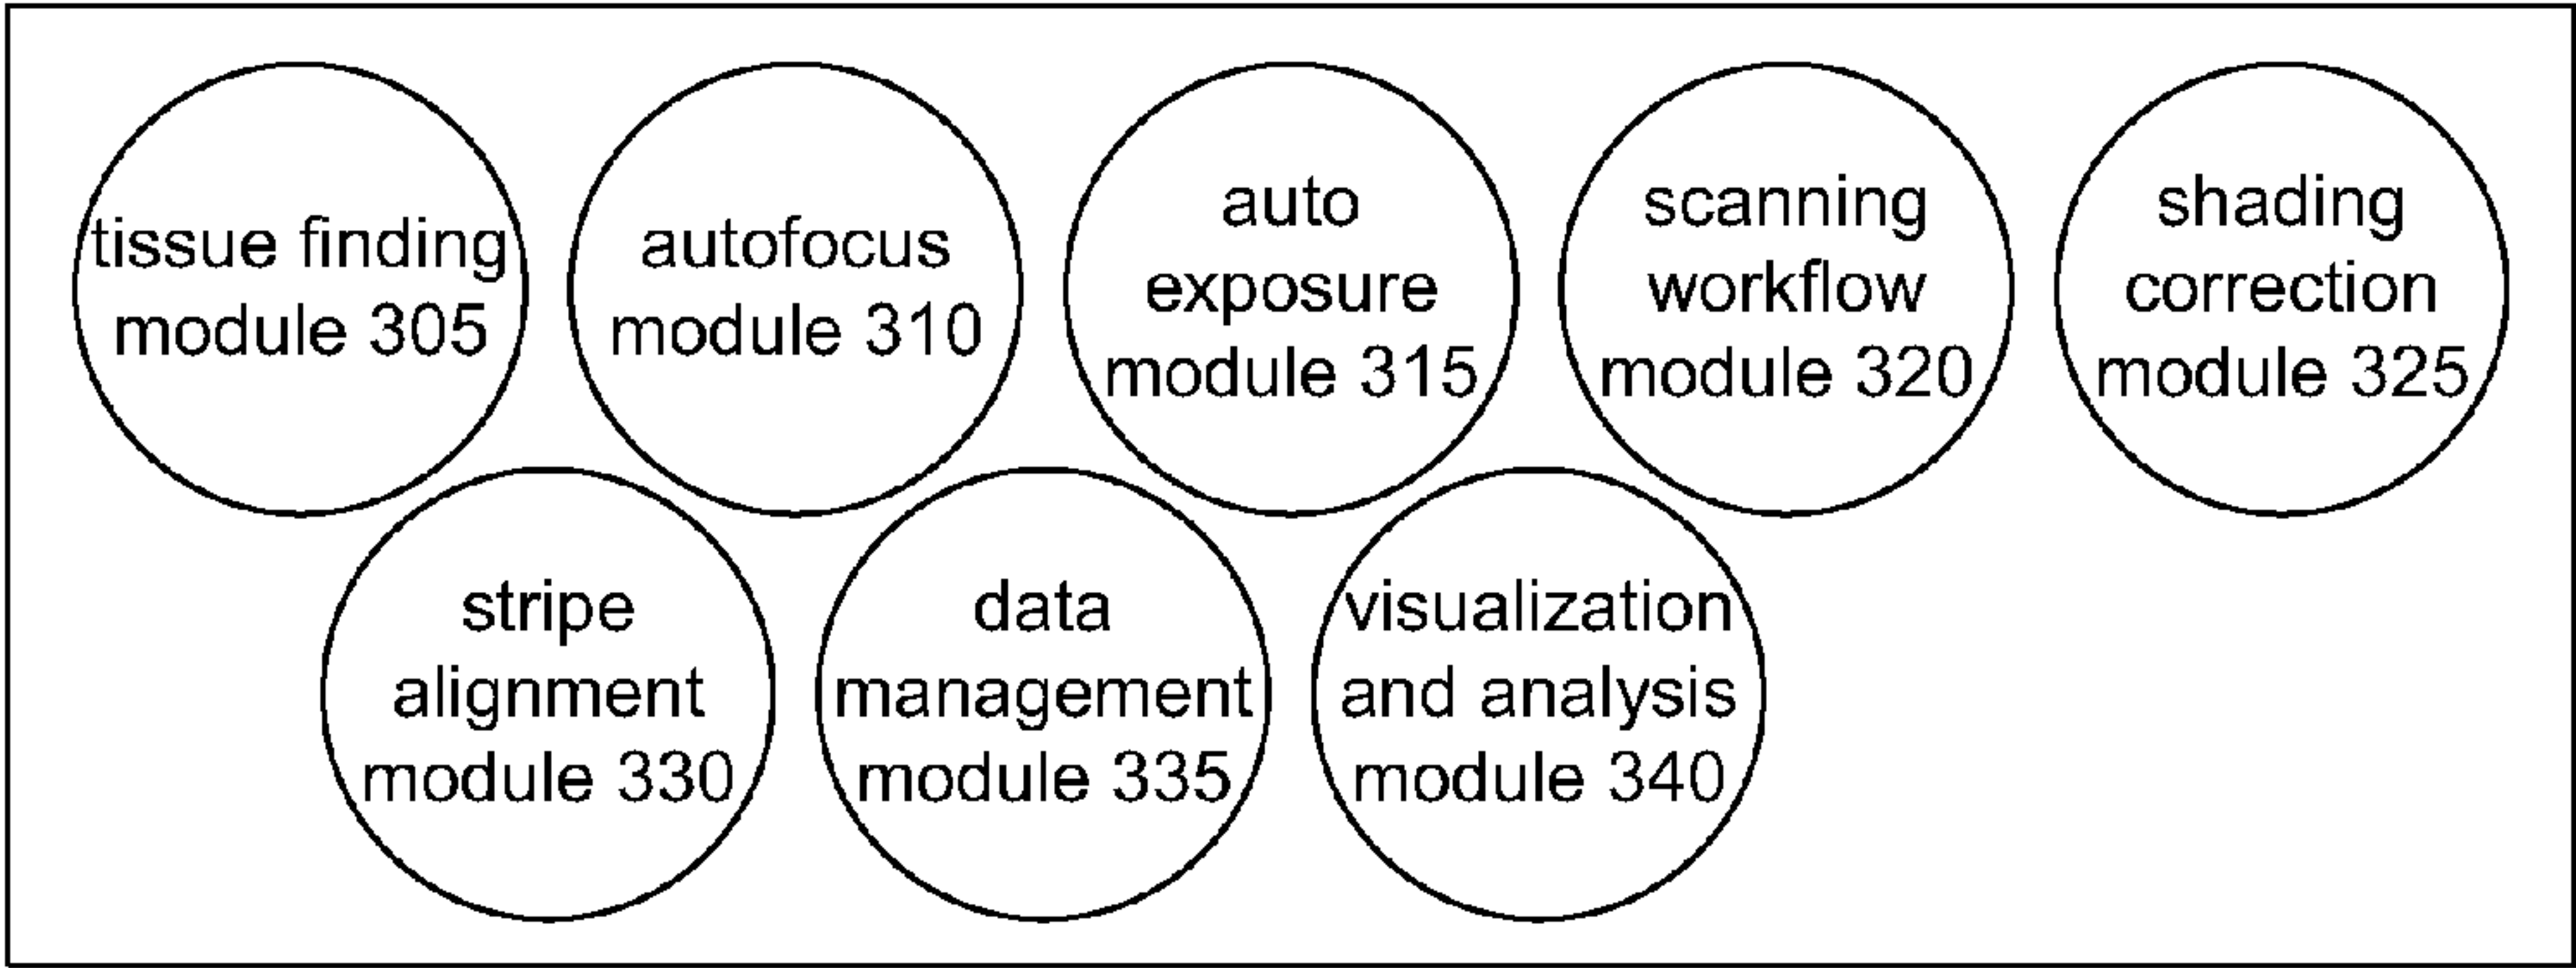 tissue finding
module 305
autofocus
module 310
auto
exposure
module 315
scanning
workflow
module 320
shading
correction
module 325
stripe
alignment
module 330
data
management
module 335
visualization
and analysis
module 340